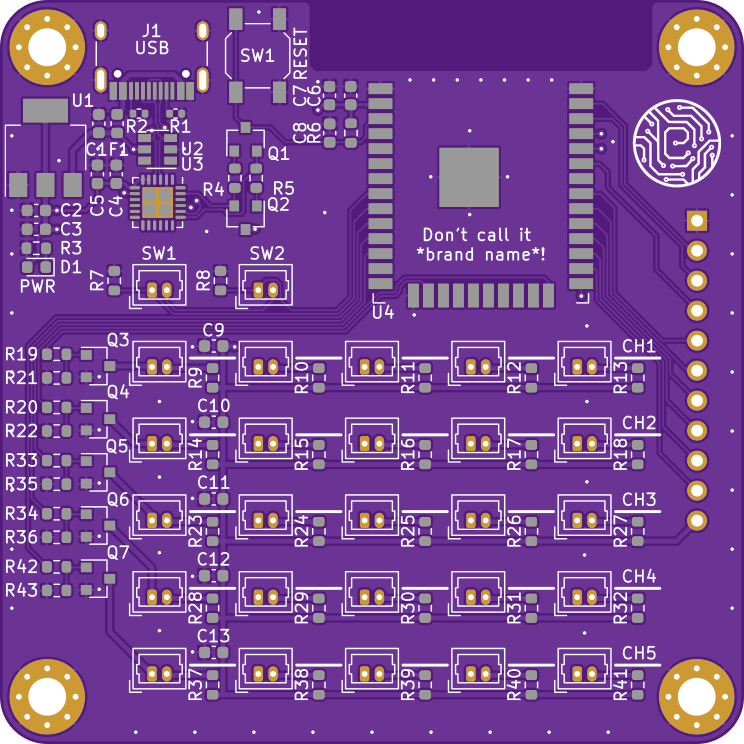 J1
USB
SW1
RESET
C7
C6
U1
R2
R1
C8
R6
C1
F1
U2
U3
Q1
C5
C4
R4
R5
Q2
C2
C3
R3
D1
PWR
Don't call it
*brand name*!
U4
SW1
SW2
R7
R8
Q3
C9
CH1
R19
R21
R9
R10
R11
R12
R13
Q4
R20
R22
C10
CH2
Q5
R14
R15
R16
R17
R18
R33
R35
Q6
C11
CH3
R34
R36
R23
R24
R25
R26
R27
Q7
C12
CH4
R42
R43
R28
R29
R30
R31
R32
C13
CH5
R37
R38
R39
R40
R41